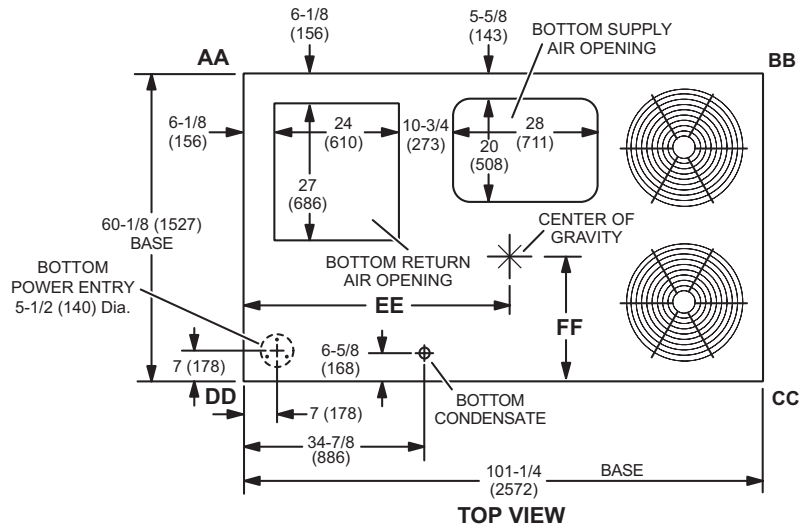 6-1/8
(156)
5-5/8
(143)
BOTTOM SUPPLY
AIR OPENING
AA
BB
6-1/8
(156)
24
(610)
10-3/4
(273)
28
(711)
20
(508)
27
(686)
60-1/8 (1527)
BASE
CENTER OF
GRAVITY
BOTTOM RETURN
AIR OPENING
BOTTOM
POWER ENTRY
5-1/2 (140) Dia.
EE
FF
7 (178)
6-5/8
(168)
DD
7 (178)
BOTTOM
CONDENSATE
CC
34-7/8
(886)
101-1/4
(2572)
BASE
TOP VIEW